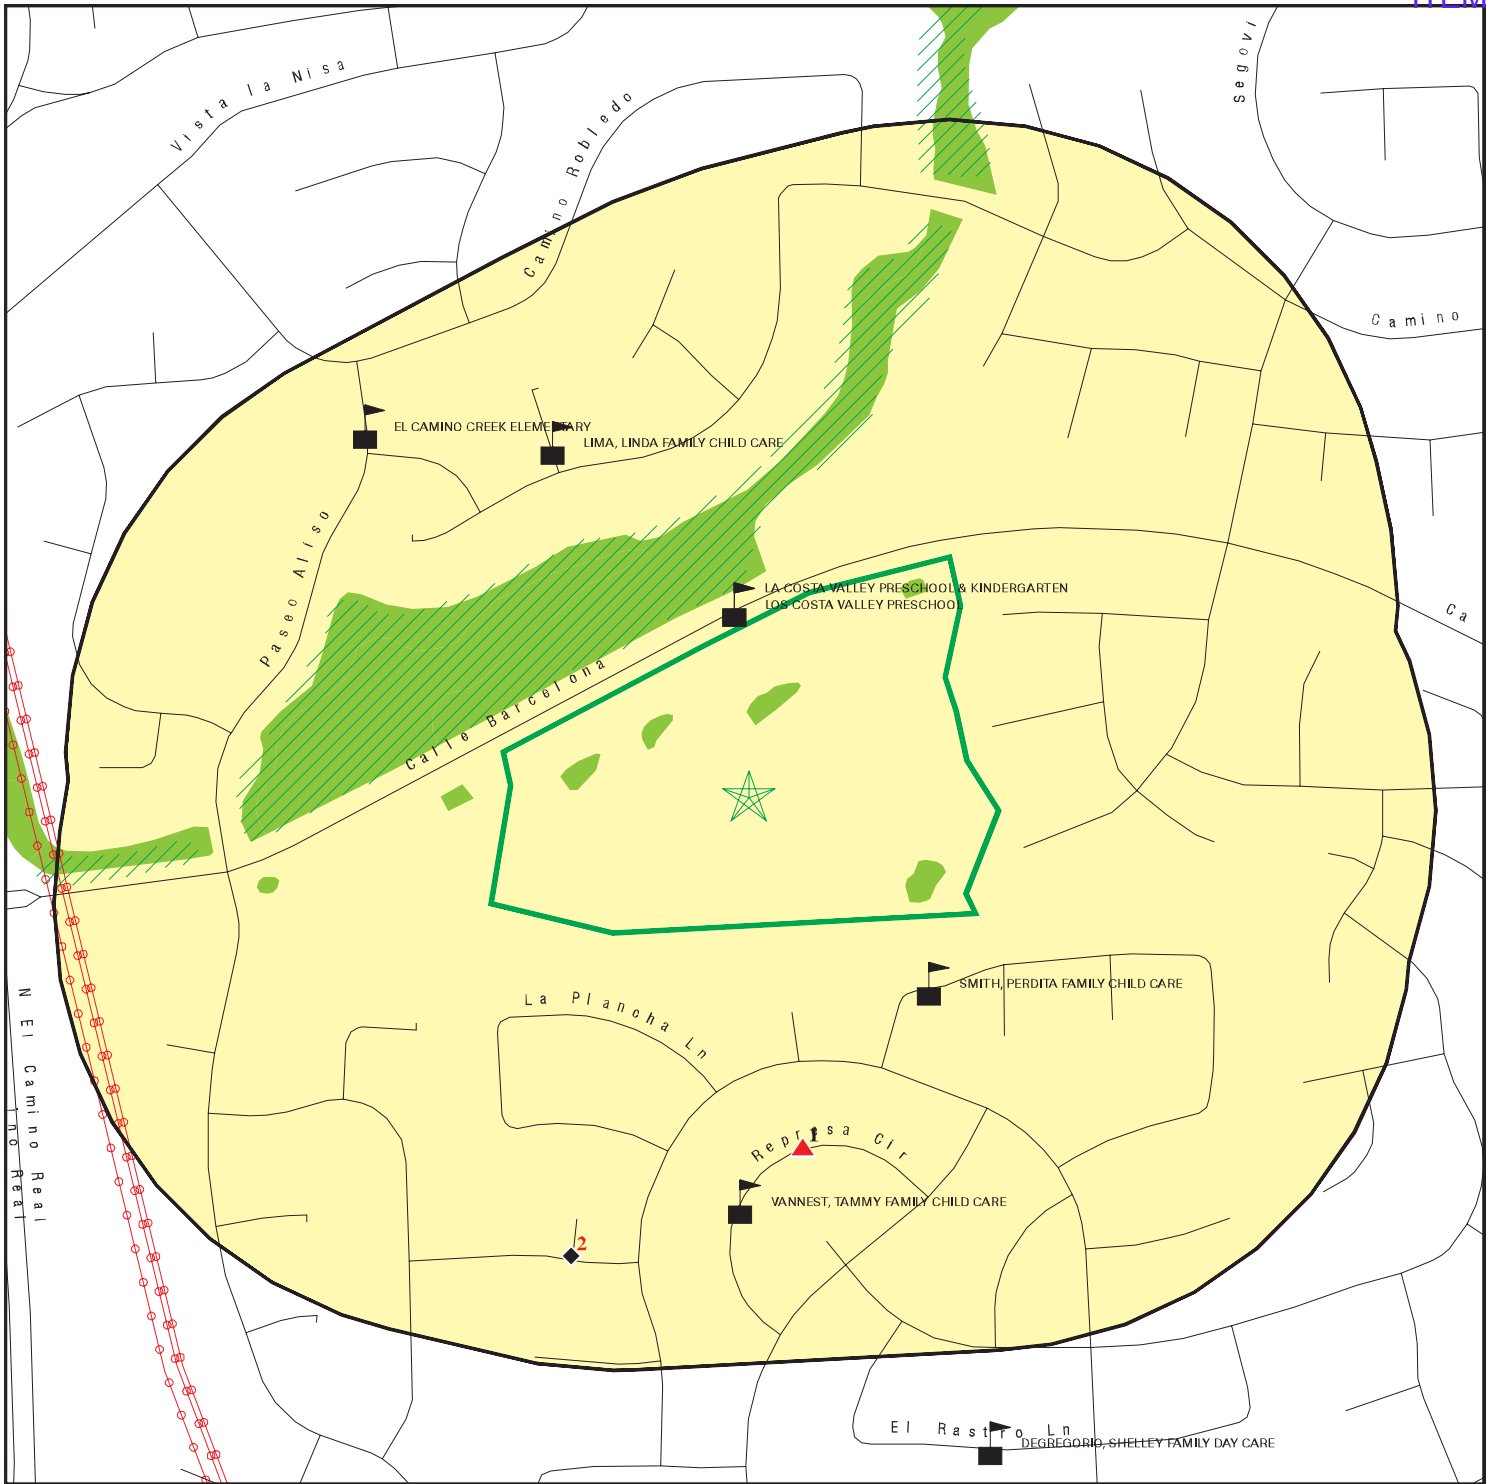 ITEM
Segovi
Vista la Nisa
Camino Robledo
Camino
EL CAMINO CREEK ELEMENTARY
LIMA, LINDA FAMILY CHILD CARE
Paseo Aliso
LA COSTA VALLEY PRESCHOOL & KINDERGARTEN
LOS COSTA VALLEY PRESCHOOL
Ca
Calle Barcelona
SMITH, PERDITA FAMILY CHILD CARE
N El Camino Real
ino Real
La Plancha Ln
1
Represa Cir
VANNEST, TAMMY FAMILY CHILD CARE
2
El Rastro Ln
DEGREGORIO, SHELLEY FAMILY DAY CARE